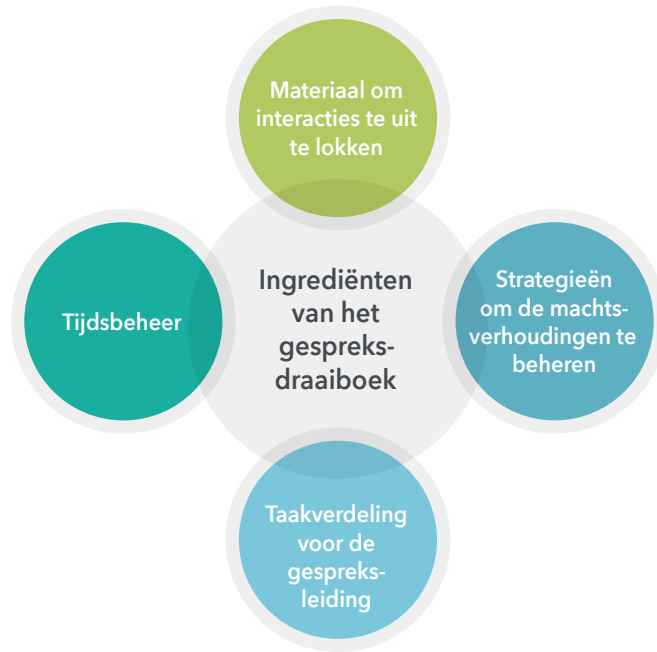 Materiaal om
interacties te uit
te lokken
Tijdsbeheer
Ingrediënten
van het
gespreks-
draaiboek
Strategieën
om de machts-
verhoudingen te
beheren
Taakverdeling
voor de
gespreks-
leiding